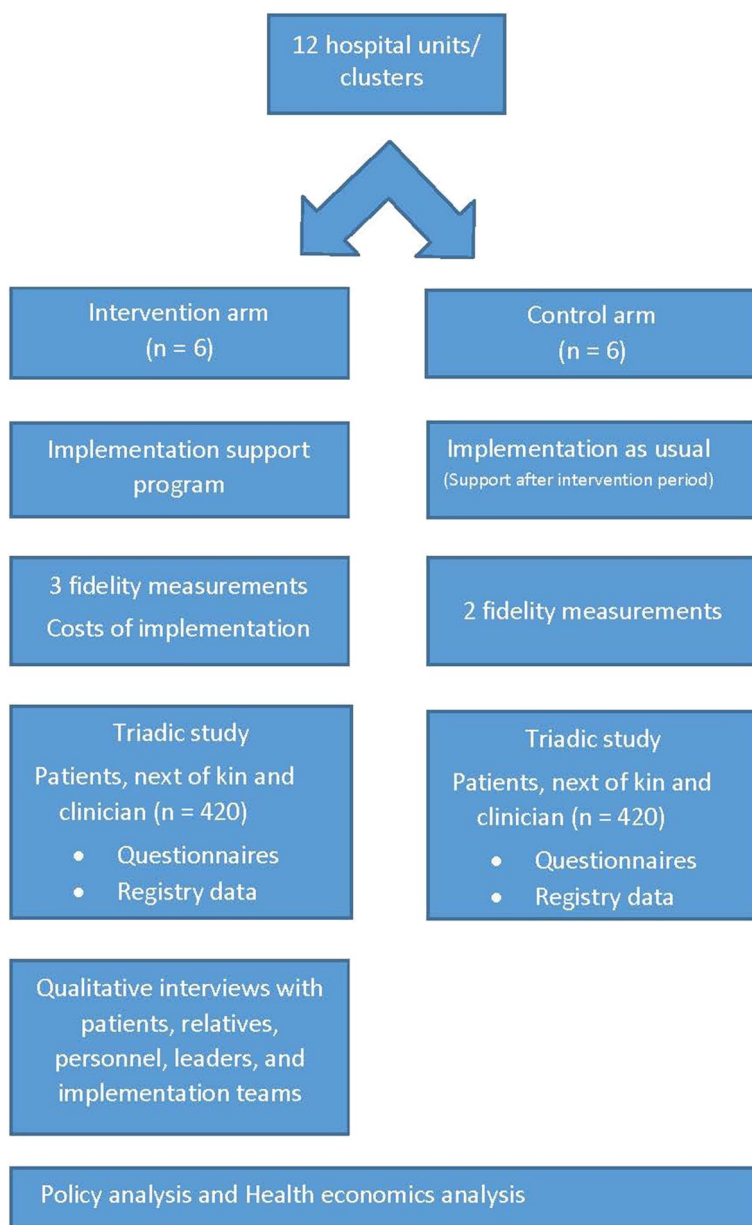 12 hospital units/
clusters
Intervention arm
(n = 6)
Control arm
(n = 6)
Implementation support
program
Implementation as usual
(Support after intervention period)
3 fidelity measurements
Costs of implementation
2 fidelity measurements
Triadic study
Patients, next of kin and
clinician (n = 420)
• Questionnaires
• Registry data
Triadic study
Patients, next of kin and
clinician (n = 420)
• Questionnaires
• Registry data
Qualitative interviews with
patients, relatives,
personnel, leaders, and
implementation teams
Policy analysis and Health economics analysis